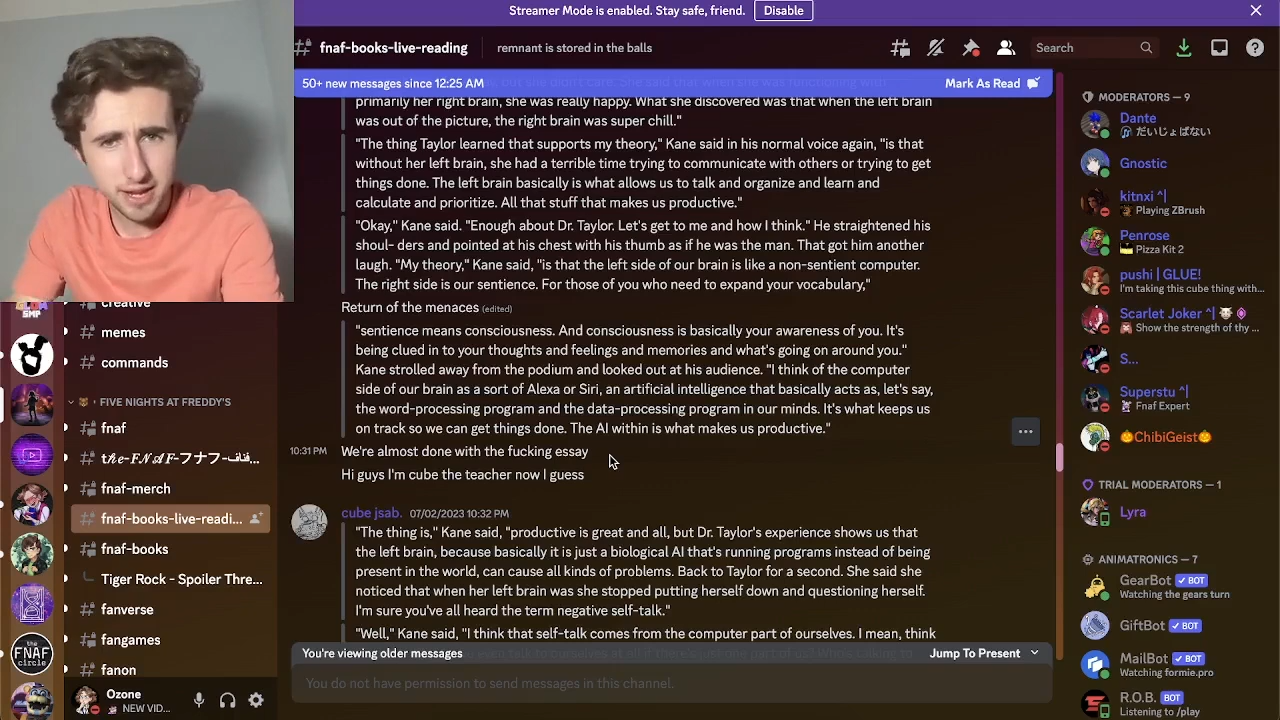 Streamer Mode is enabled. Stay safe, friend.
Disable
fnaf-books-live-reading
remnant is stored in the balls
Search
50+ new messages since 12:25 AM
Mark As Read
primarily her right brain, she was really happy. What she discovered was that when the left brain
was out of the picture, the right brain was super chill."
"The thing Taylor learned that supports my theory," Kane said in his normal voice again, "is that
without her left brain, she had a terrible time trying to communicate with others or trying to get
things done. The left brain basically is what allows us to talk and organize and learn and
calculate and prioritize. All that stuff that makes us productive."
"Okay," Kane said. "Enough about Dr. Taylor. Let's get to me and how I think." He straightened his
shoul- ders and pointed at his chest with his thumb as if he was the man. That got him another
laugh. "My theory," Kane said, "is that the left side of our brain is like a non-sentient computer.
The right side is our sentience. For those of you who need to expand your vocabulary,"
Return of the menaces (edited)
"sentience means consciousness. And consciousness is basically your awareness of you. It's
being clued in to your thoughts and feelings and memories and what's going on around you."
Kane strolled away from the podium and looked out at his audience. "I think of the computer
side of our brain as a sort of Alexa or Siri, an artificial intelligence that basically acts as, let's say,
the word-processing program and the data-processing program in our minds. It's what keeps us
on track so we can get things done. The AI within is what makes us productive."
10:31 PM We're almost done with the fucking essay
Hi guys I'm cube the teacher now I guess
cube jsab. 07/02/2023 10:32 PM
"The thing is," Kane said, "productive is great and all, but Dr. Taylor's experience shows us that
the left brain, because basically it is just a biological AI that's running programs instead of being
present in the world, can cause all kinds of problems. Back to Taylor for a second. She said she
noticed that when her left brain was she stopped putting herself down and questioning herself.
I'm sure you've all heard the term negative self-talk."
"Well," Kane said, "I think that self-talk comes from the computer part of ourselves. I mean, think
You're viewing older messages
Jump To Present
You do not have permission to send messages in this channel.
creative
memes
commands
FIVE NIGHTS AT FREDDY'S
fnaf
fnaf-merch
fnaf-books-live-readi...
fnaf-books
Tiger Rock - Spoiler Thre...
fanverse
fangames
fanon
the
FNAF
circle
SMP
Ozone
NEW VID...
MODERATORS — 9
Dante
だいじょばない
Gnostic
kitnxi ^|
Playing ZBrush
Penrose
Pizza Kit 2
pushi | GLUE!
I'm taking this cube thing with...
Scarlet Joker ^|
Show the strength of thy ...
S...
Superstu ^|
Fnaf Expert
ChibiGeist
TRIAL MODERATORS — 1
Lyra
ANIMATRONICS — 7
GearBot BOT
Watching the gears turn
GiftBot BOT
MailBot BOT
Watching formie.pro
R.O.B. BOT
Listening to /play